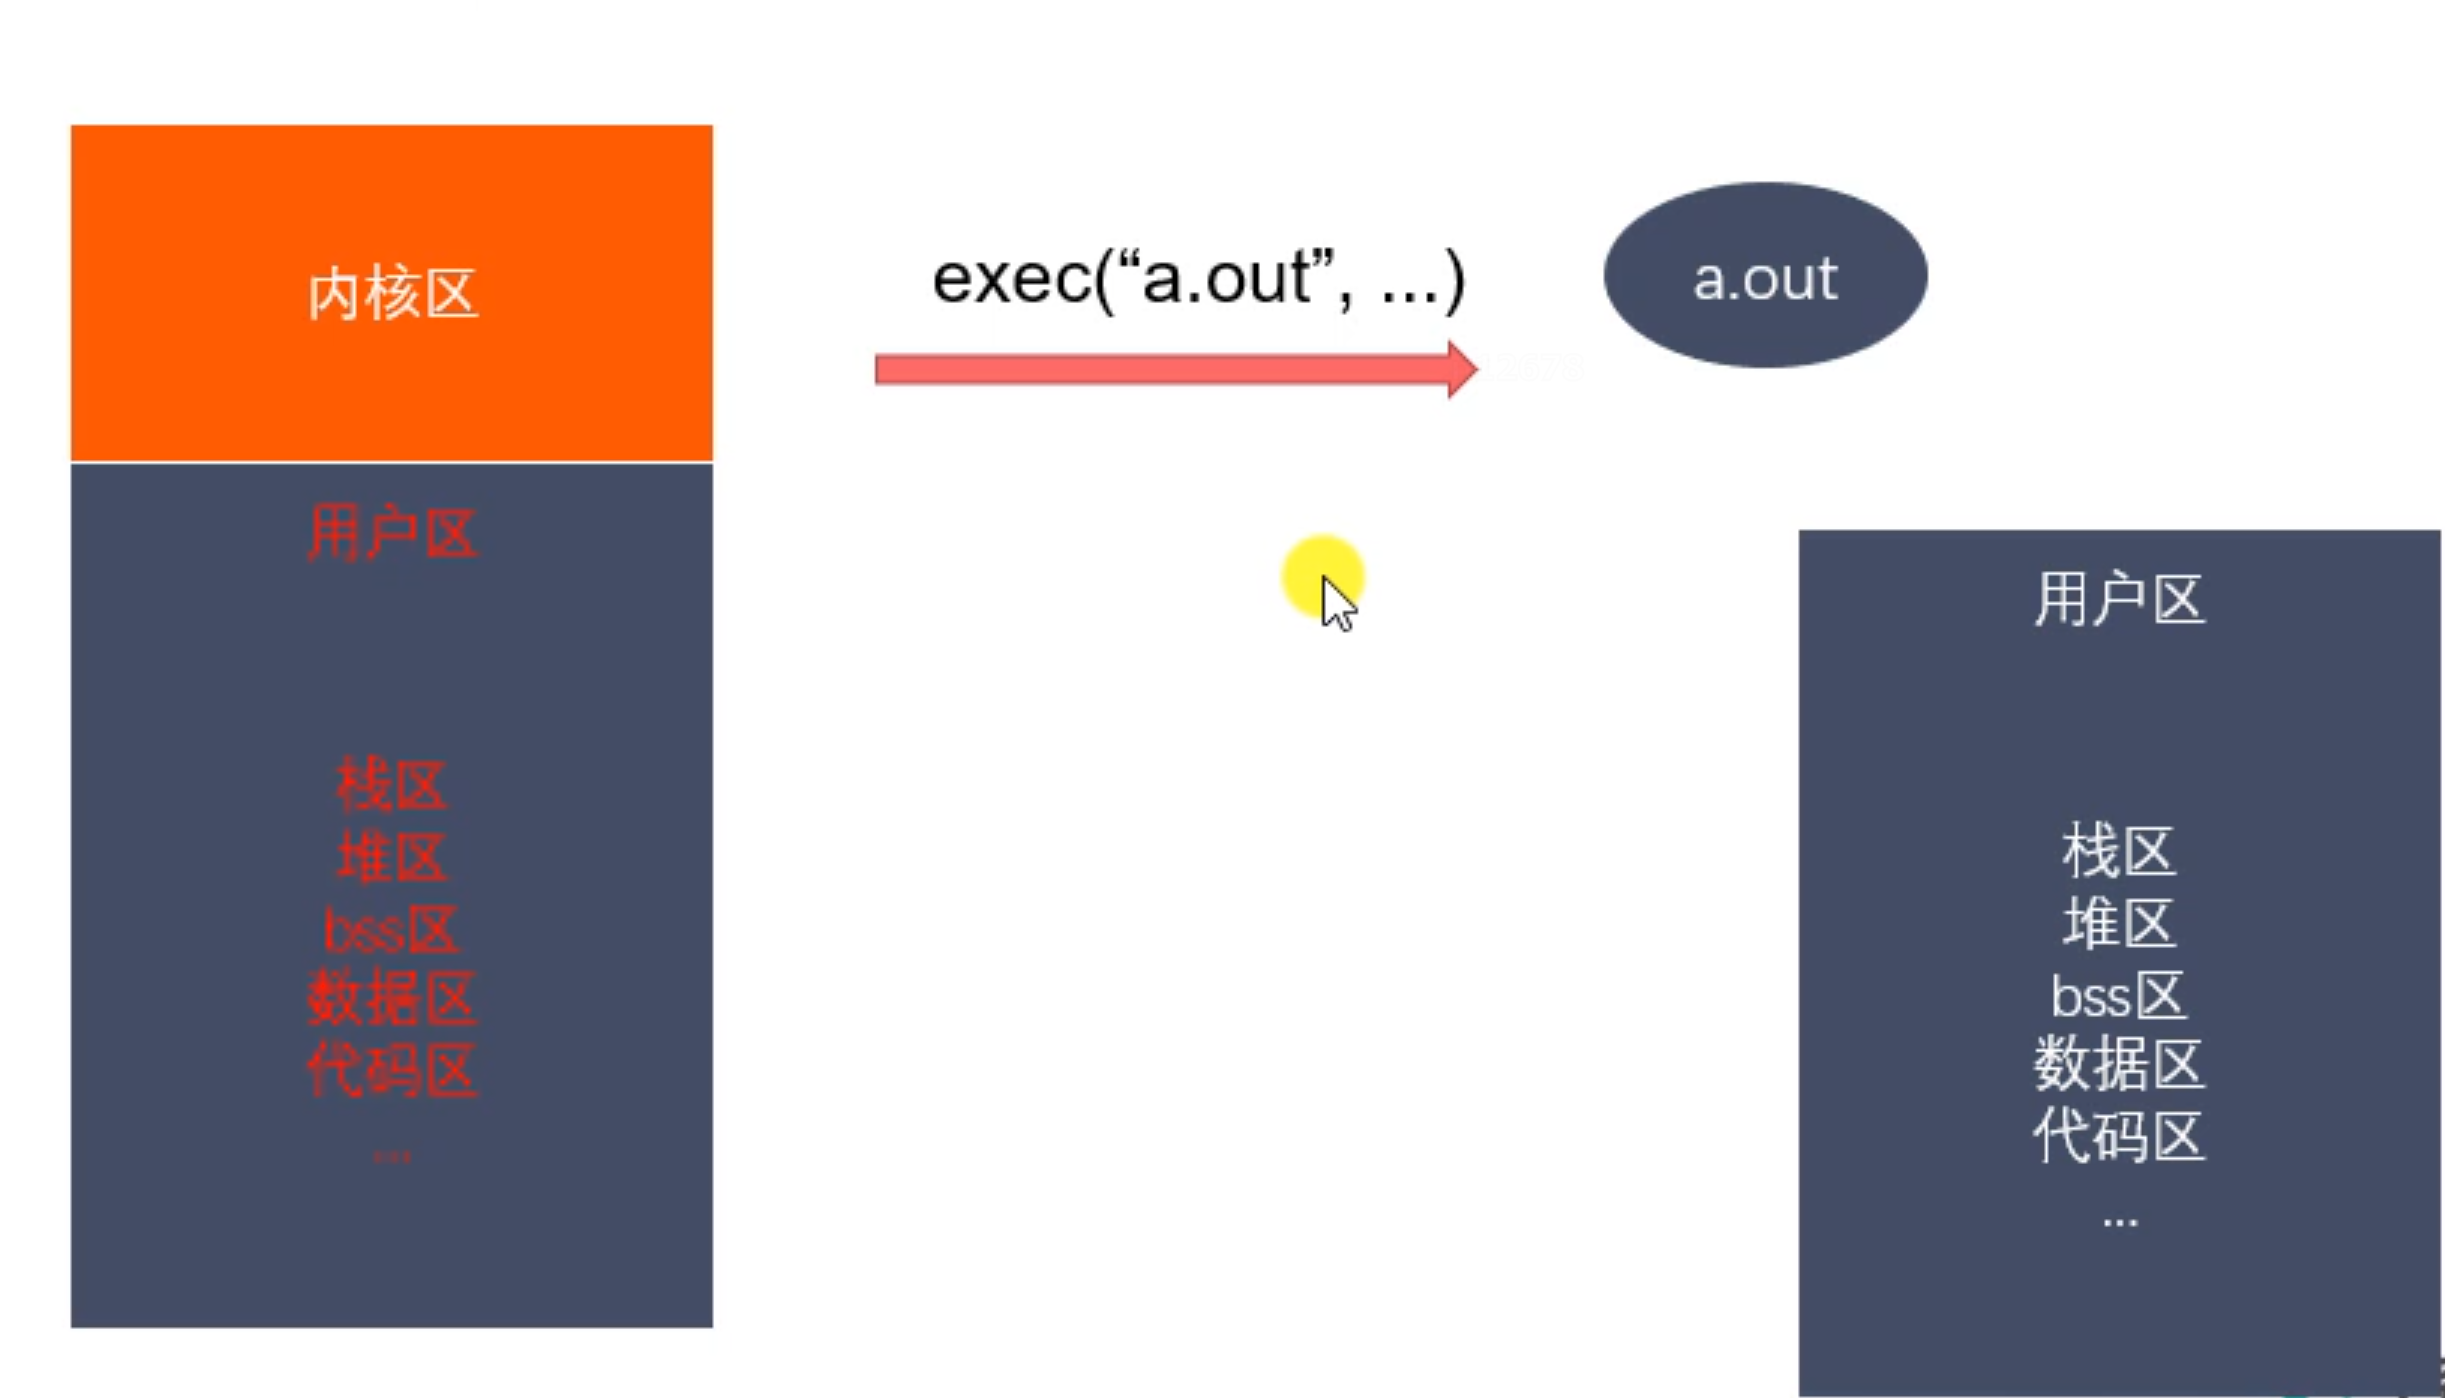 内核区
用户区
栈区
堆区
bss区
数据区
代码区
...
exec(“a.out”, ...)
a.out
用户区
栈区
堆区
bss区
数据区
代码区
...